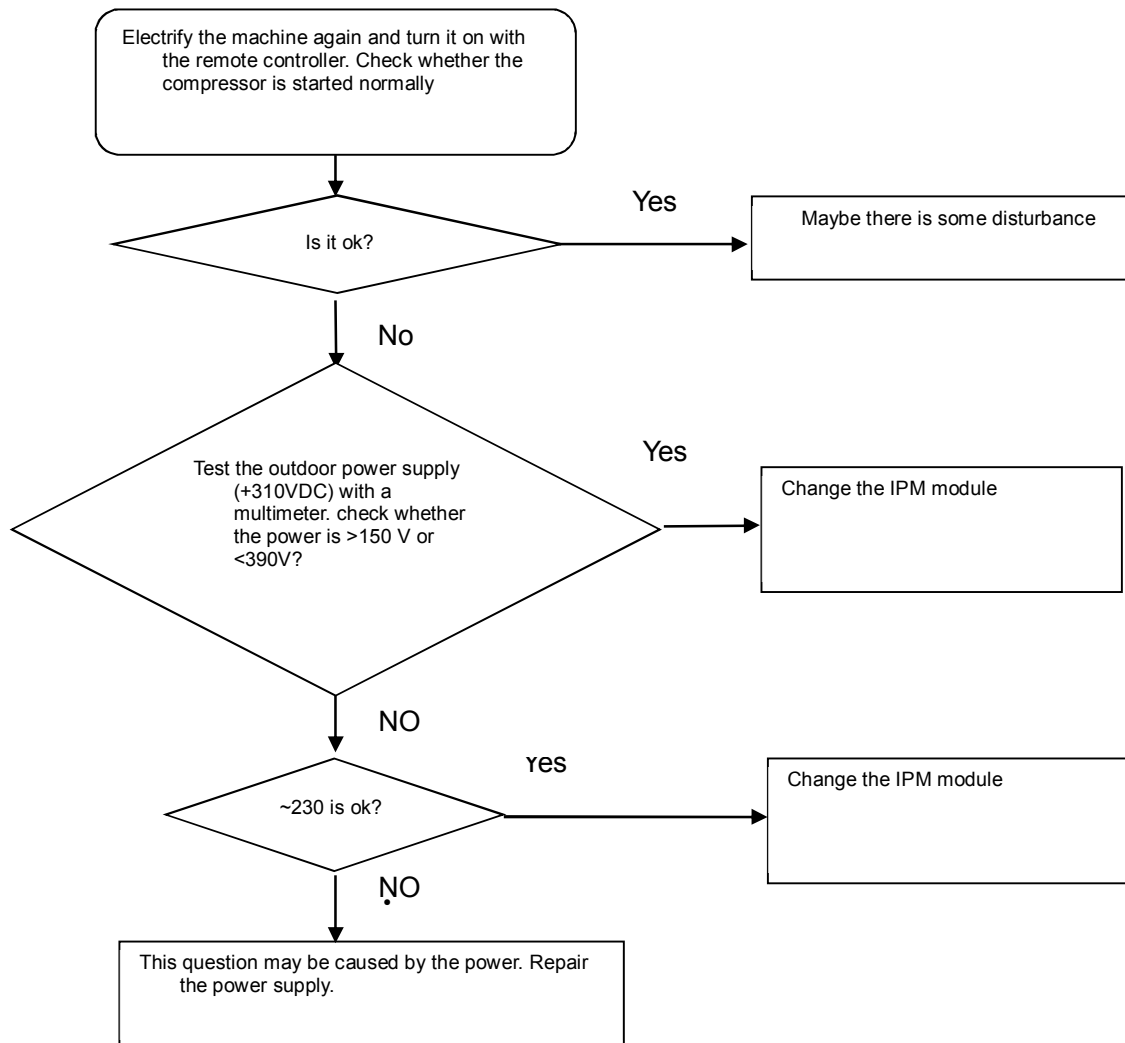 Electrify the machine again and turn it on with
the remote controller. Check whether the
compressor is started normally
Yes
Is it ok?
Maybe there is some disturbance
No
Yes
Test the outdoor power supply
(+310VDC) with a
multimeter. check whether
the power is >150 V or
<390V?
Change the IPM module
NO
Yes
~230 is ok?
Change the IPM module
NO
This question may be caused by the power. Repair
the power supply.